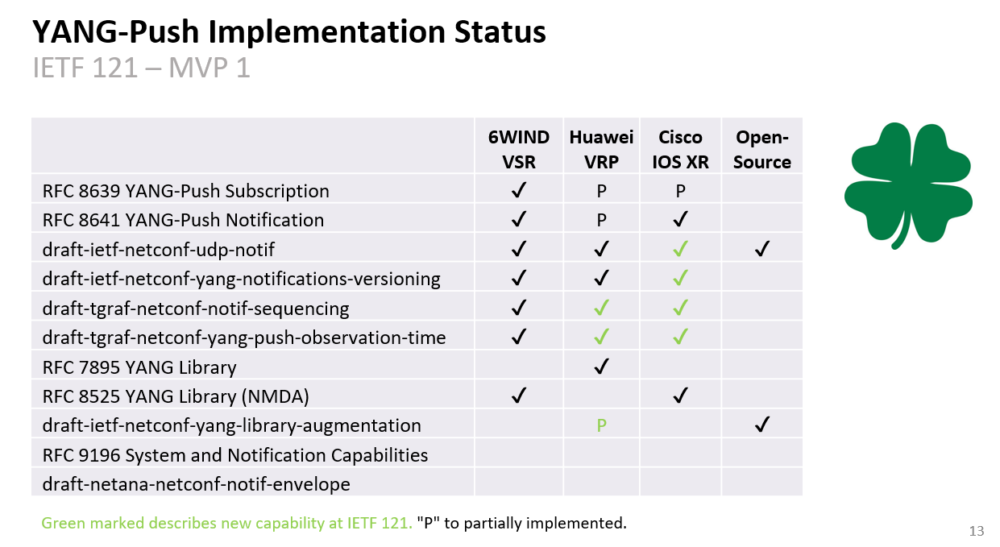 YANG-Push Implementation Status
IETF 121 – MVP 1
6WIND VSR Huawei VRP Cisco IOS XR Open-Source
RFC 8639 YANG-Push Subscription ✓ P P
RFC 8641 YANG-Push Notification ✓ P ✓
draft-ietf-netconf-udp-notif ✓ ✓ ✓ ✓
draft-ietf-netconf-yang-notifications-versioning ✓ ✓ ✓
draft-tgraf-netconf-notif-sequencing ✓ ✓ ✓
draft-tgraf-netconf-yang-push-observation-time ✓ ✓ ✓
RFC 7895 YANG Library ✓
RFC 8525 YANG Library (NMDA) ✓ ✓
draft-ietf-netconf-yang-library-augmentation P ✓
RFC 9196 System and Notification Capabilities
draft-netana-netconf-notif-envelope
Green marked describes new capability at IETF 121. "P" to partially implemented.
13